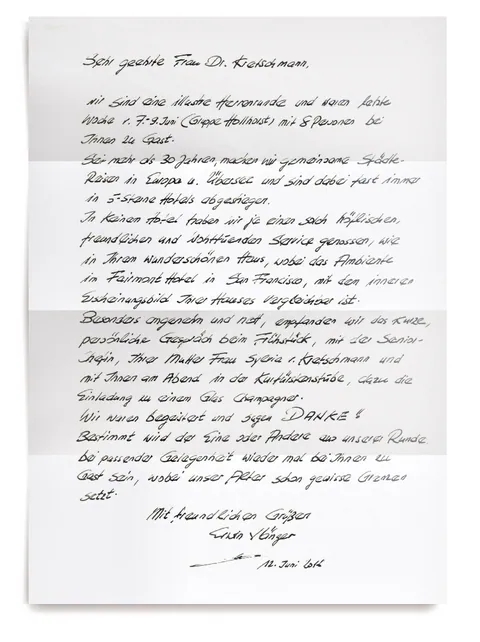 Sehr geehrte Frau Dr. Kretschmann,
wir sind eine illustre Herrenrunde und waren letzte
Woche v. 7.-9. Juni (Gruppe Hollhorst) mit 8 Personen bei
Ihnen zu Gast.
Seit mehr als 30 Jahren, machen wir gemeinsame Städte-
Reisen in Europa u. Übersee und sind dabei fast immer
in 5-Sterne Hotels abgestiegen.
In keinem Hotel haben wir je einen solch höflichen,
freundlichen und wohltuenden Service genossen, wie
in Ihrem wunderschönen Haus, wobei das Ambiente
im Fairmont Hotel in San Francisco, mit dem inneren
Erscheinungsbild Ihres Hauses vergleichbar ist.
Besonders angenehm und nett, empfanden wir das kurze,
persönliche Gespräch beim Frühstück, mit der Senior-
chefin, Ihrer Mutter Frau Sylvia v. Kretschmann und
mit Ihnen am Abend in der Kurfürstenstube, dazu die
Einladung zu einem Glas Champagner.
Wir waren begeistert und sagen DANKE!
Bestimmt wird der Eine oder Andere aus unserer Runde
bei passender Gelegenheit wieder mal bei Ihnen zu
Gast sein, wobei unser Alter schon gewisse Grenzen
setzt.
Mit freundlichen Grüßen
Erwin
12. Juni 2016